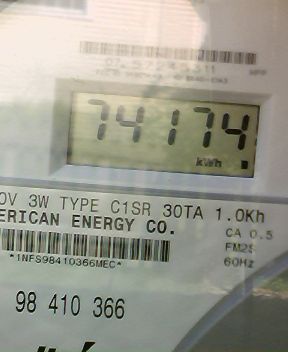 74174
kWh
0V 3W TYPE C1SR 30TA 1.0Kh
ERICAN ENERGY CO.
CA 0.5
FM2S
60Hz
*1NFS98410366MEC*
98 410 366